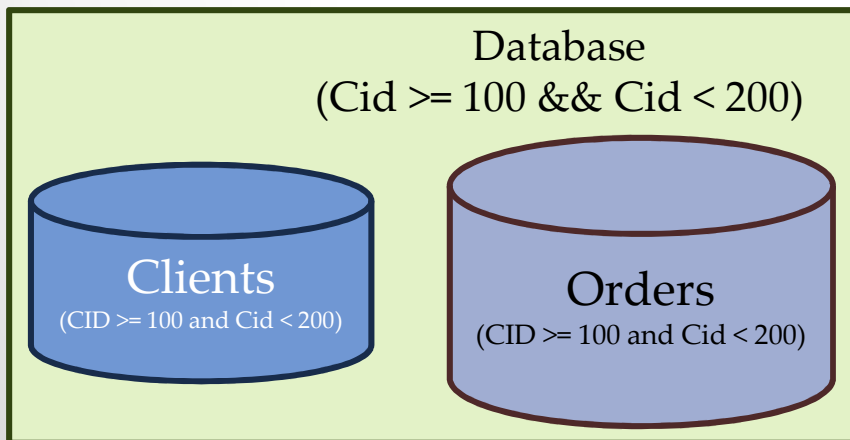 Database
(Cid >= 100 && Cid < 200)
Clients
(CID >= 100 and Cid < 200)
Orders
(CID >= 100 and Cid < 200)